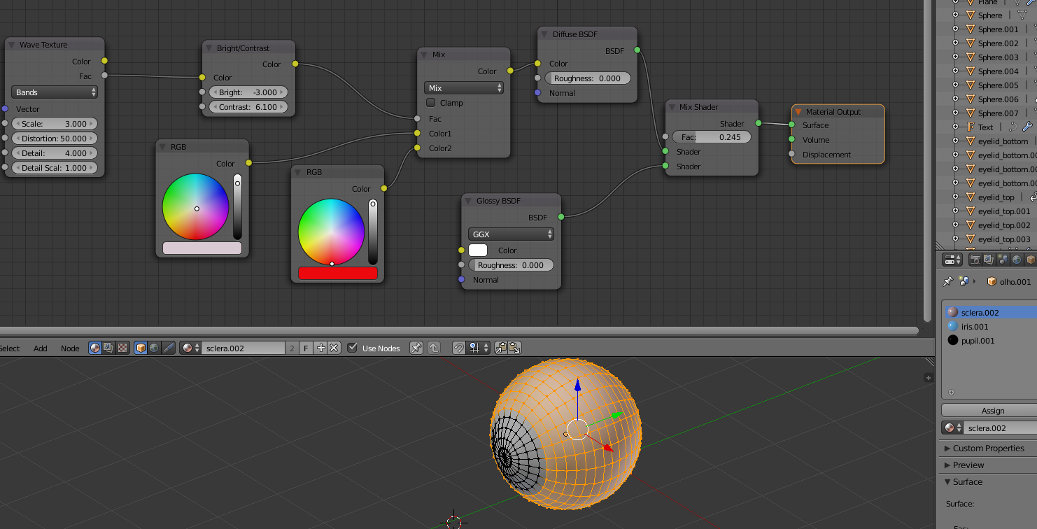 Wave Texture
Color
Fac
Bands
Vector
Scale: 3.000
Distortion: 50.000
Detail: 4.000
Detail Scal: 1.000
Bright/Contrast
Color
Color
Bright: -3.000
Contrast: 6.100
RGB
Color
RGB
Color
Mix
Color
Mix
Clamp
Fac
Color1
Color2
Diffuse BSDF
BSDF
Color
Roughness: 0.000
Normal
Glossy BSDF
BSDF
GGX
Color
Roughness: 0.000
Normal
Mix Shader
Shader
Fac: 0.245
Shader
Shader
Material Output
Surface
Volume
Displacement
Plane
Sphere
Sphere.001
Sphere.002
Sphere.003
Sphere.004
Sphere.005
Sphere.006
Sphere.007
Text
eyelid_bottom
eyelid_bottom.
eyelid_bottom.
eyelid_bottom.00
eyelid_top
eyelid_top.001
eyelid_top.002
eyelid_top.003
olho.001
sclera.002
iris.001
pupil.001
Assign
sclera.002
Custom Properties
Preview
Surface
Surface:
elect Add Node sclera.002 2 F Use Nodes